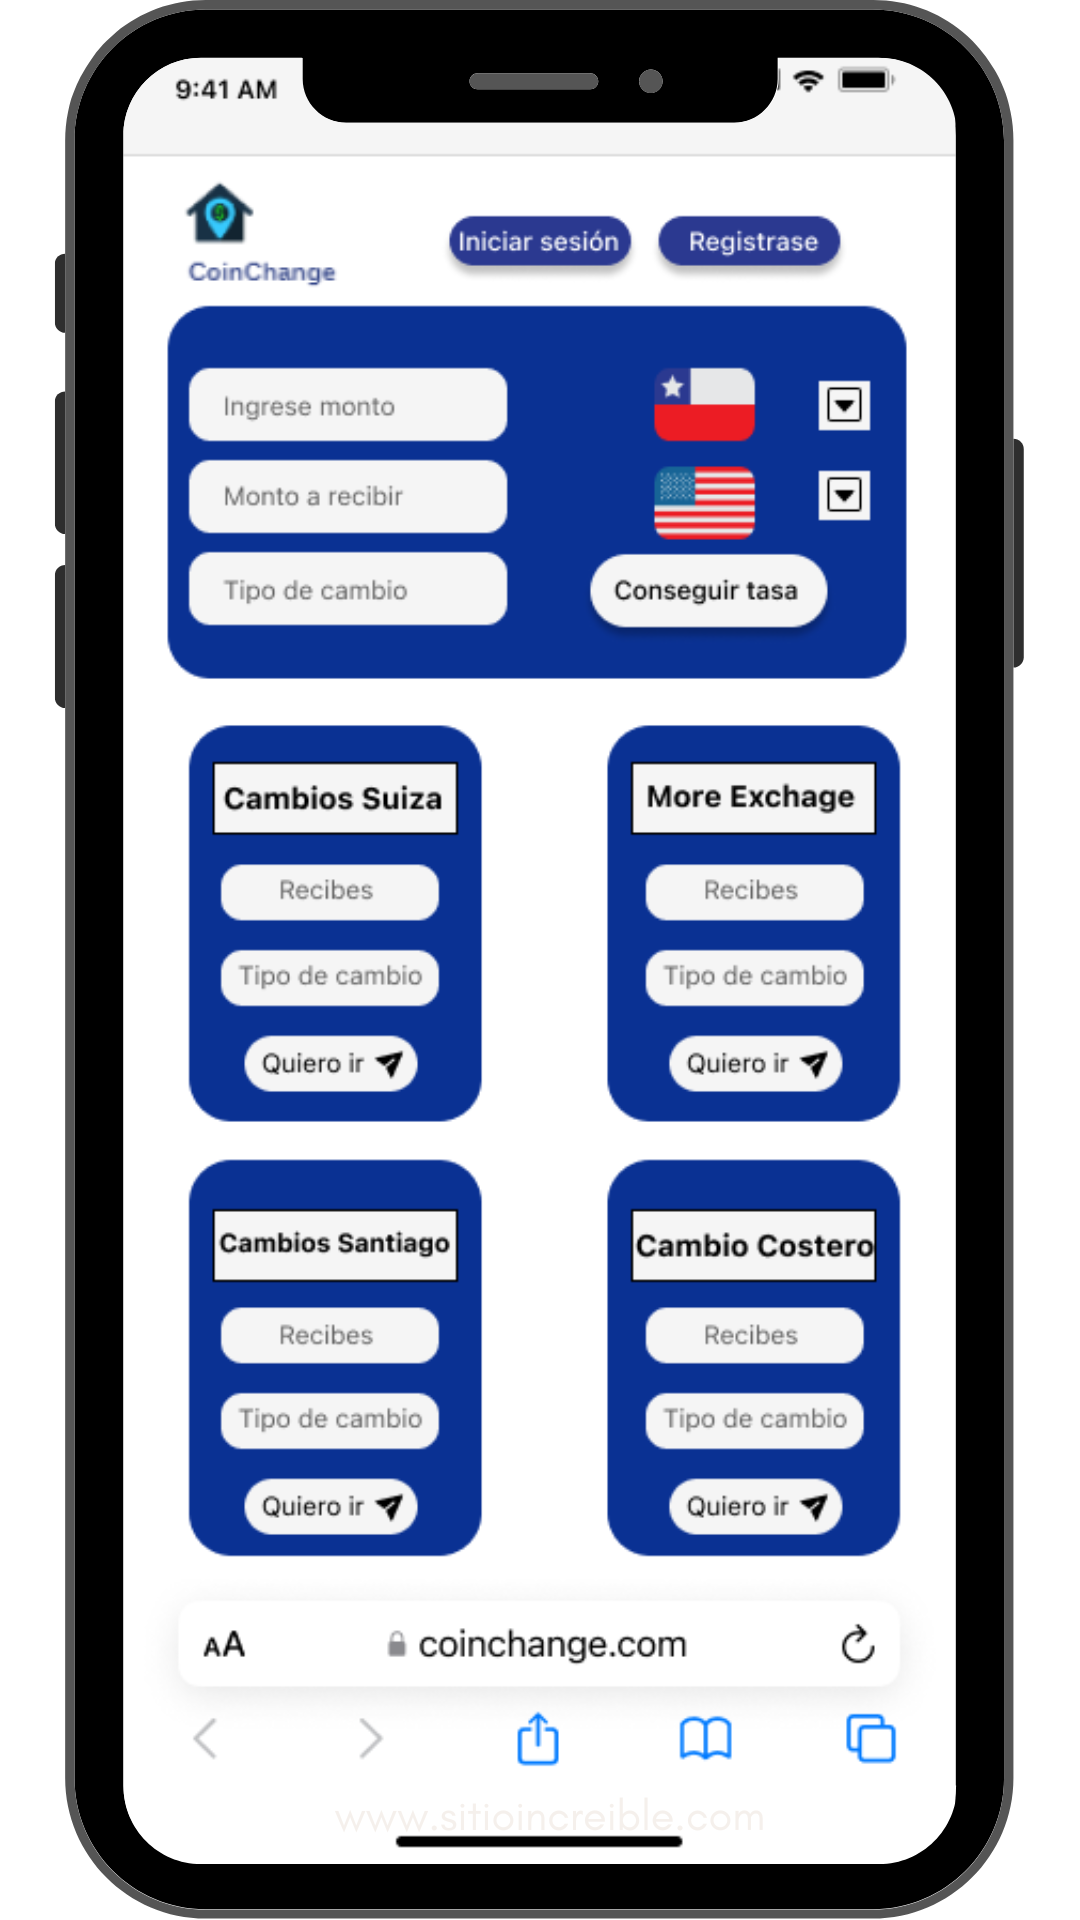 9:41 AM
CoinChange
Iniciar sesión
Registrase
Ingrese monto
Monto a recibir
Tipo de cambio
Conseguir tasa
Cambios Suiza
Recibes
Tipo de cambio
Quiero ir
More Exchage
Recibes
Tipo de cambio
Quiero ir
Cambios Santiago
Recibes
Tipo de cambio
Quiero ir
Cambio Costero
Recibes
Tipo de cambio
Quiero ir
AA
coinchange.com
www.sitioincreible.com